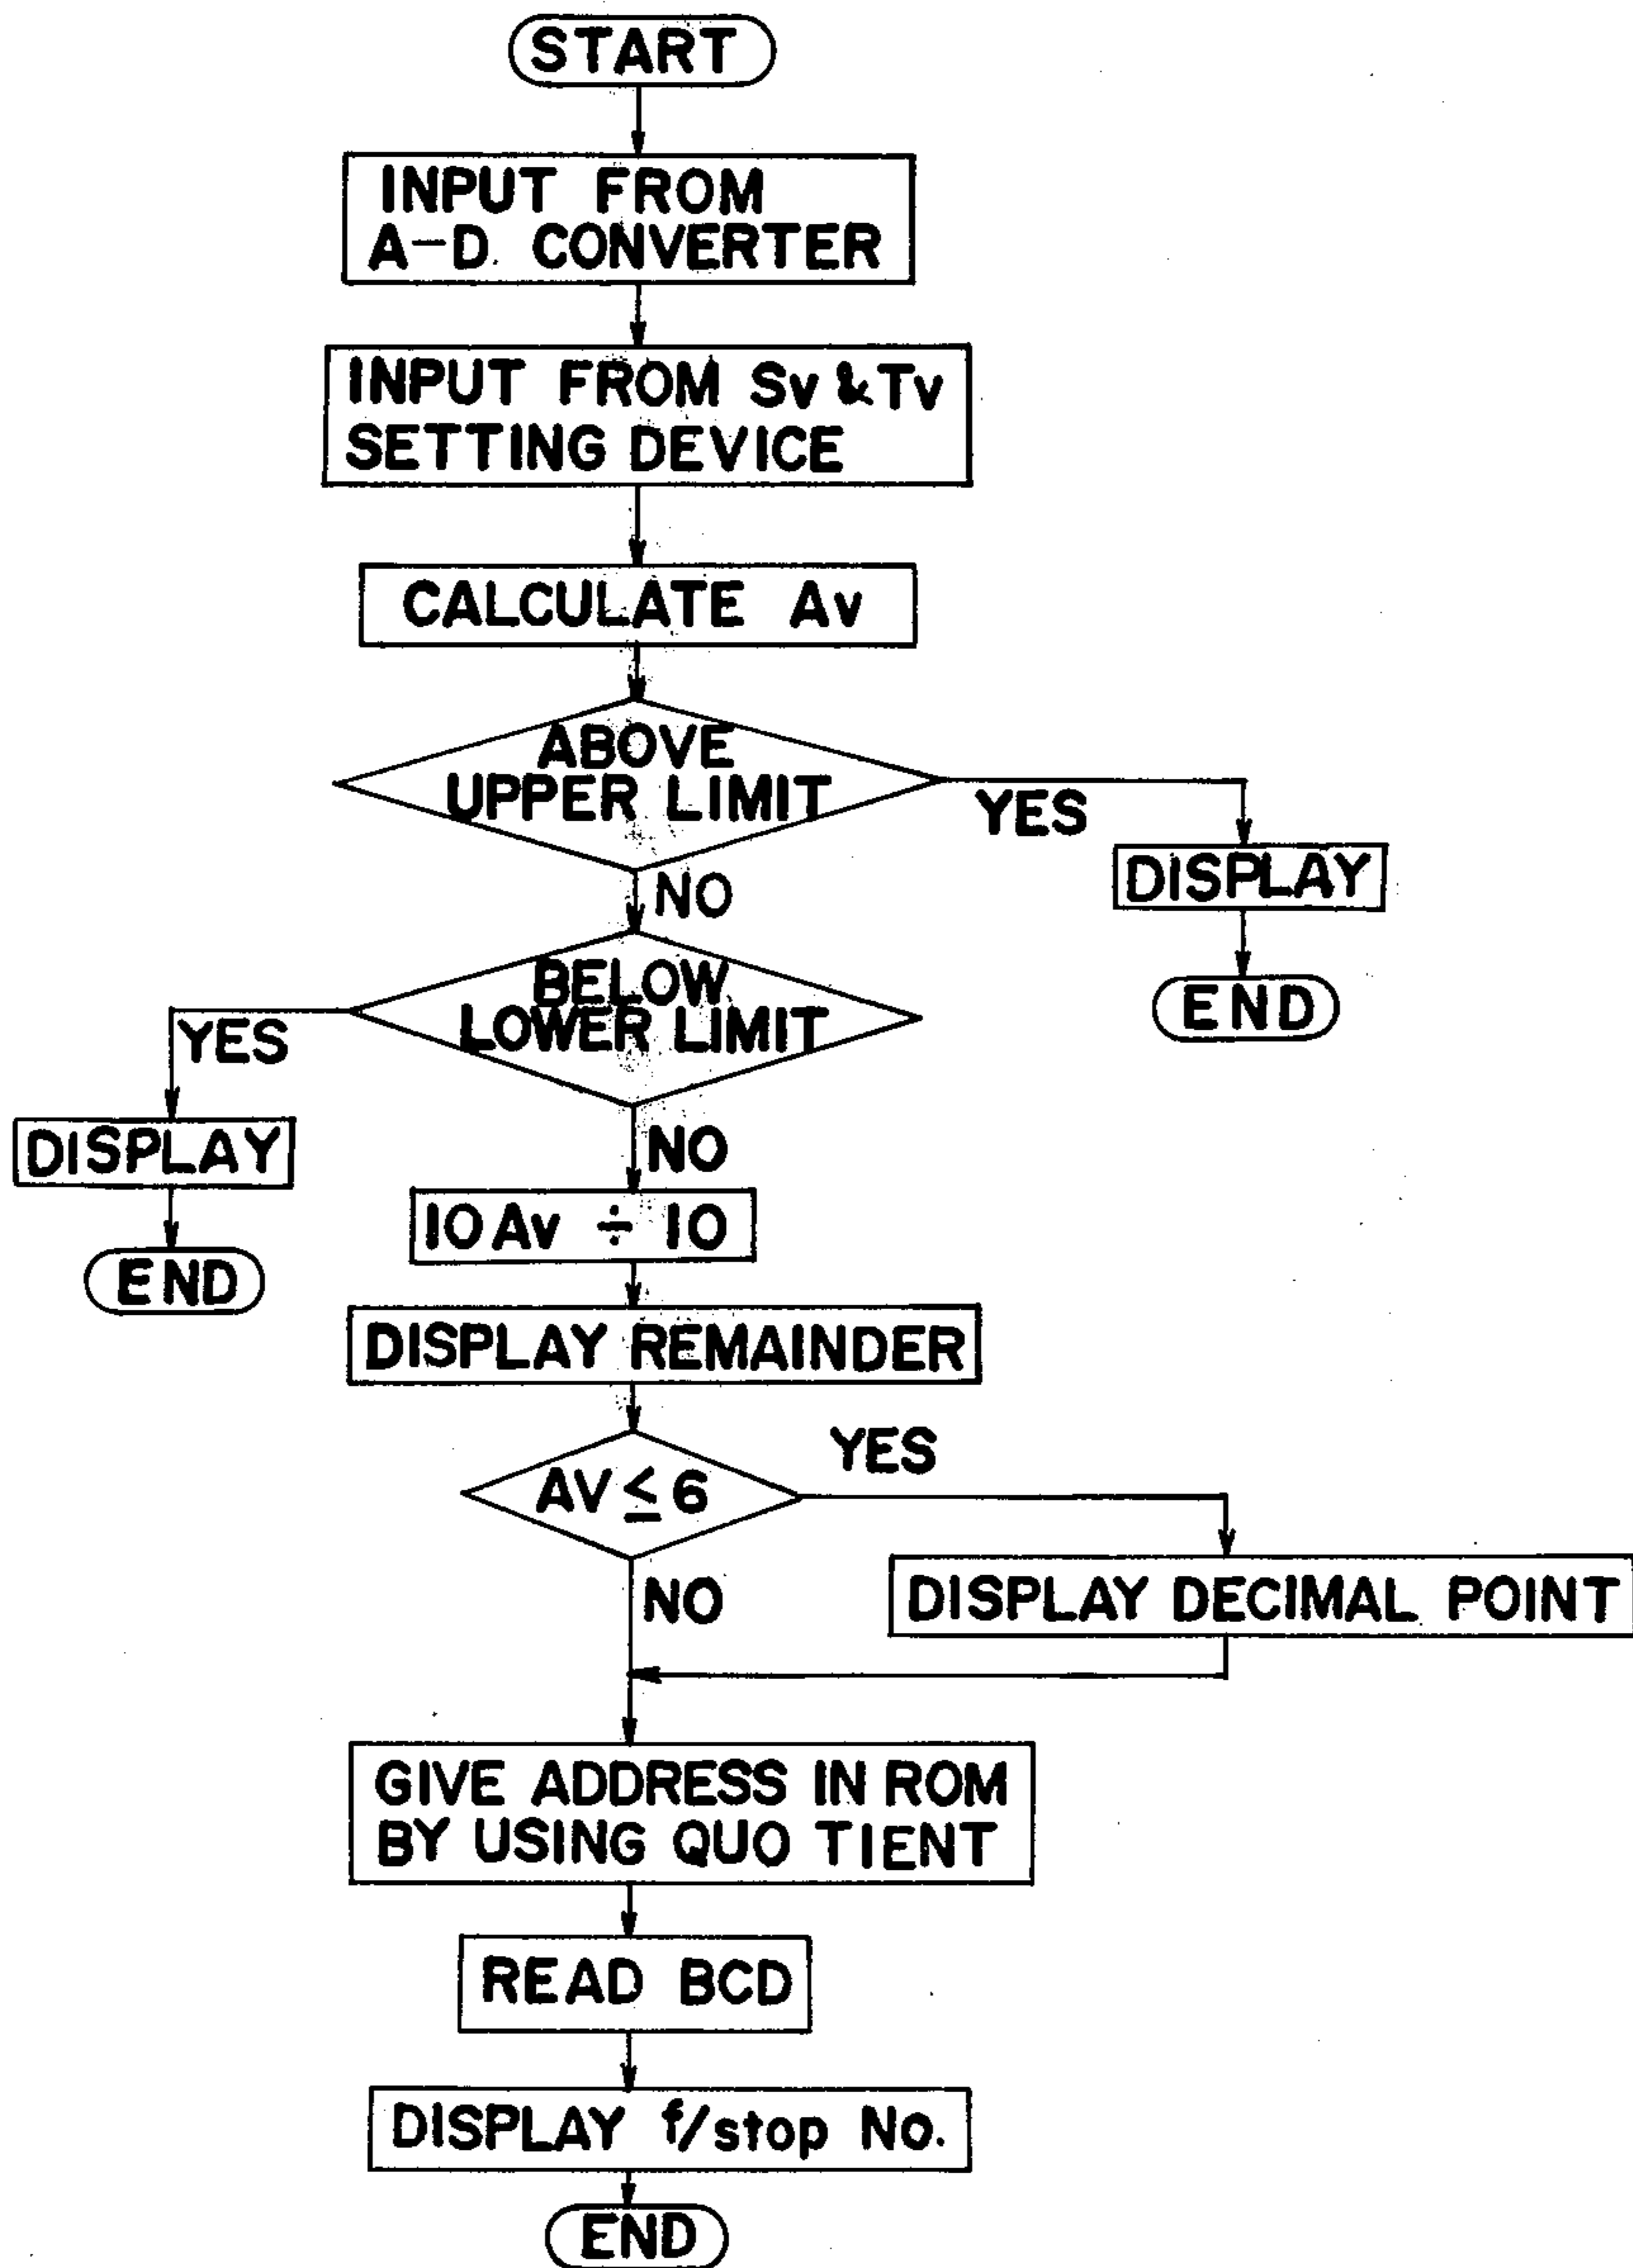 START
INPUT FROM
A-D. CONVERTER
INPUT FROM Sv & Tv
SETTING DEVICE
CALCULATE Av
ABOVE
UPPER LIMIT
YES
DISPLAY
END
NO
BELOW
LOWER LIMIT
YES
DISPLAY
END
NO
10 Av ÷ 10
DISPLAY REMAINDER
AV ≤ 6
YES
DISPLAY DECIMAL POINT
NO
GIVE ADDRESS IN ROM
BY USING QUO TIENT
READ BCD
DISPLAY f/stop No.
END